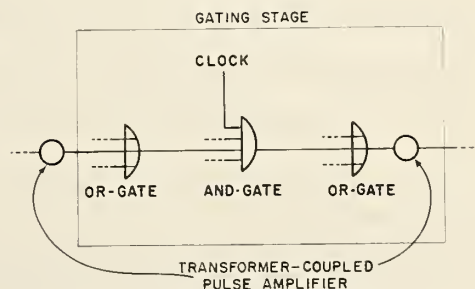 GATING STAGE
CLOCK
OR-GATE
AND-GATE
OR-GATE
TRANSFORMER-COUPLED
PULSE AMPLIFIER